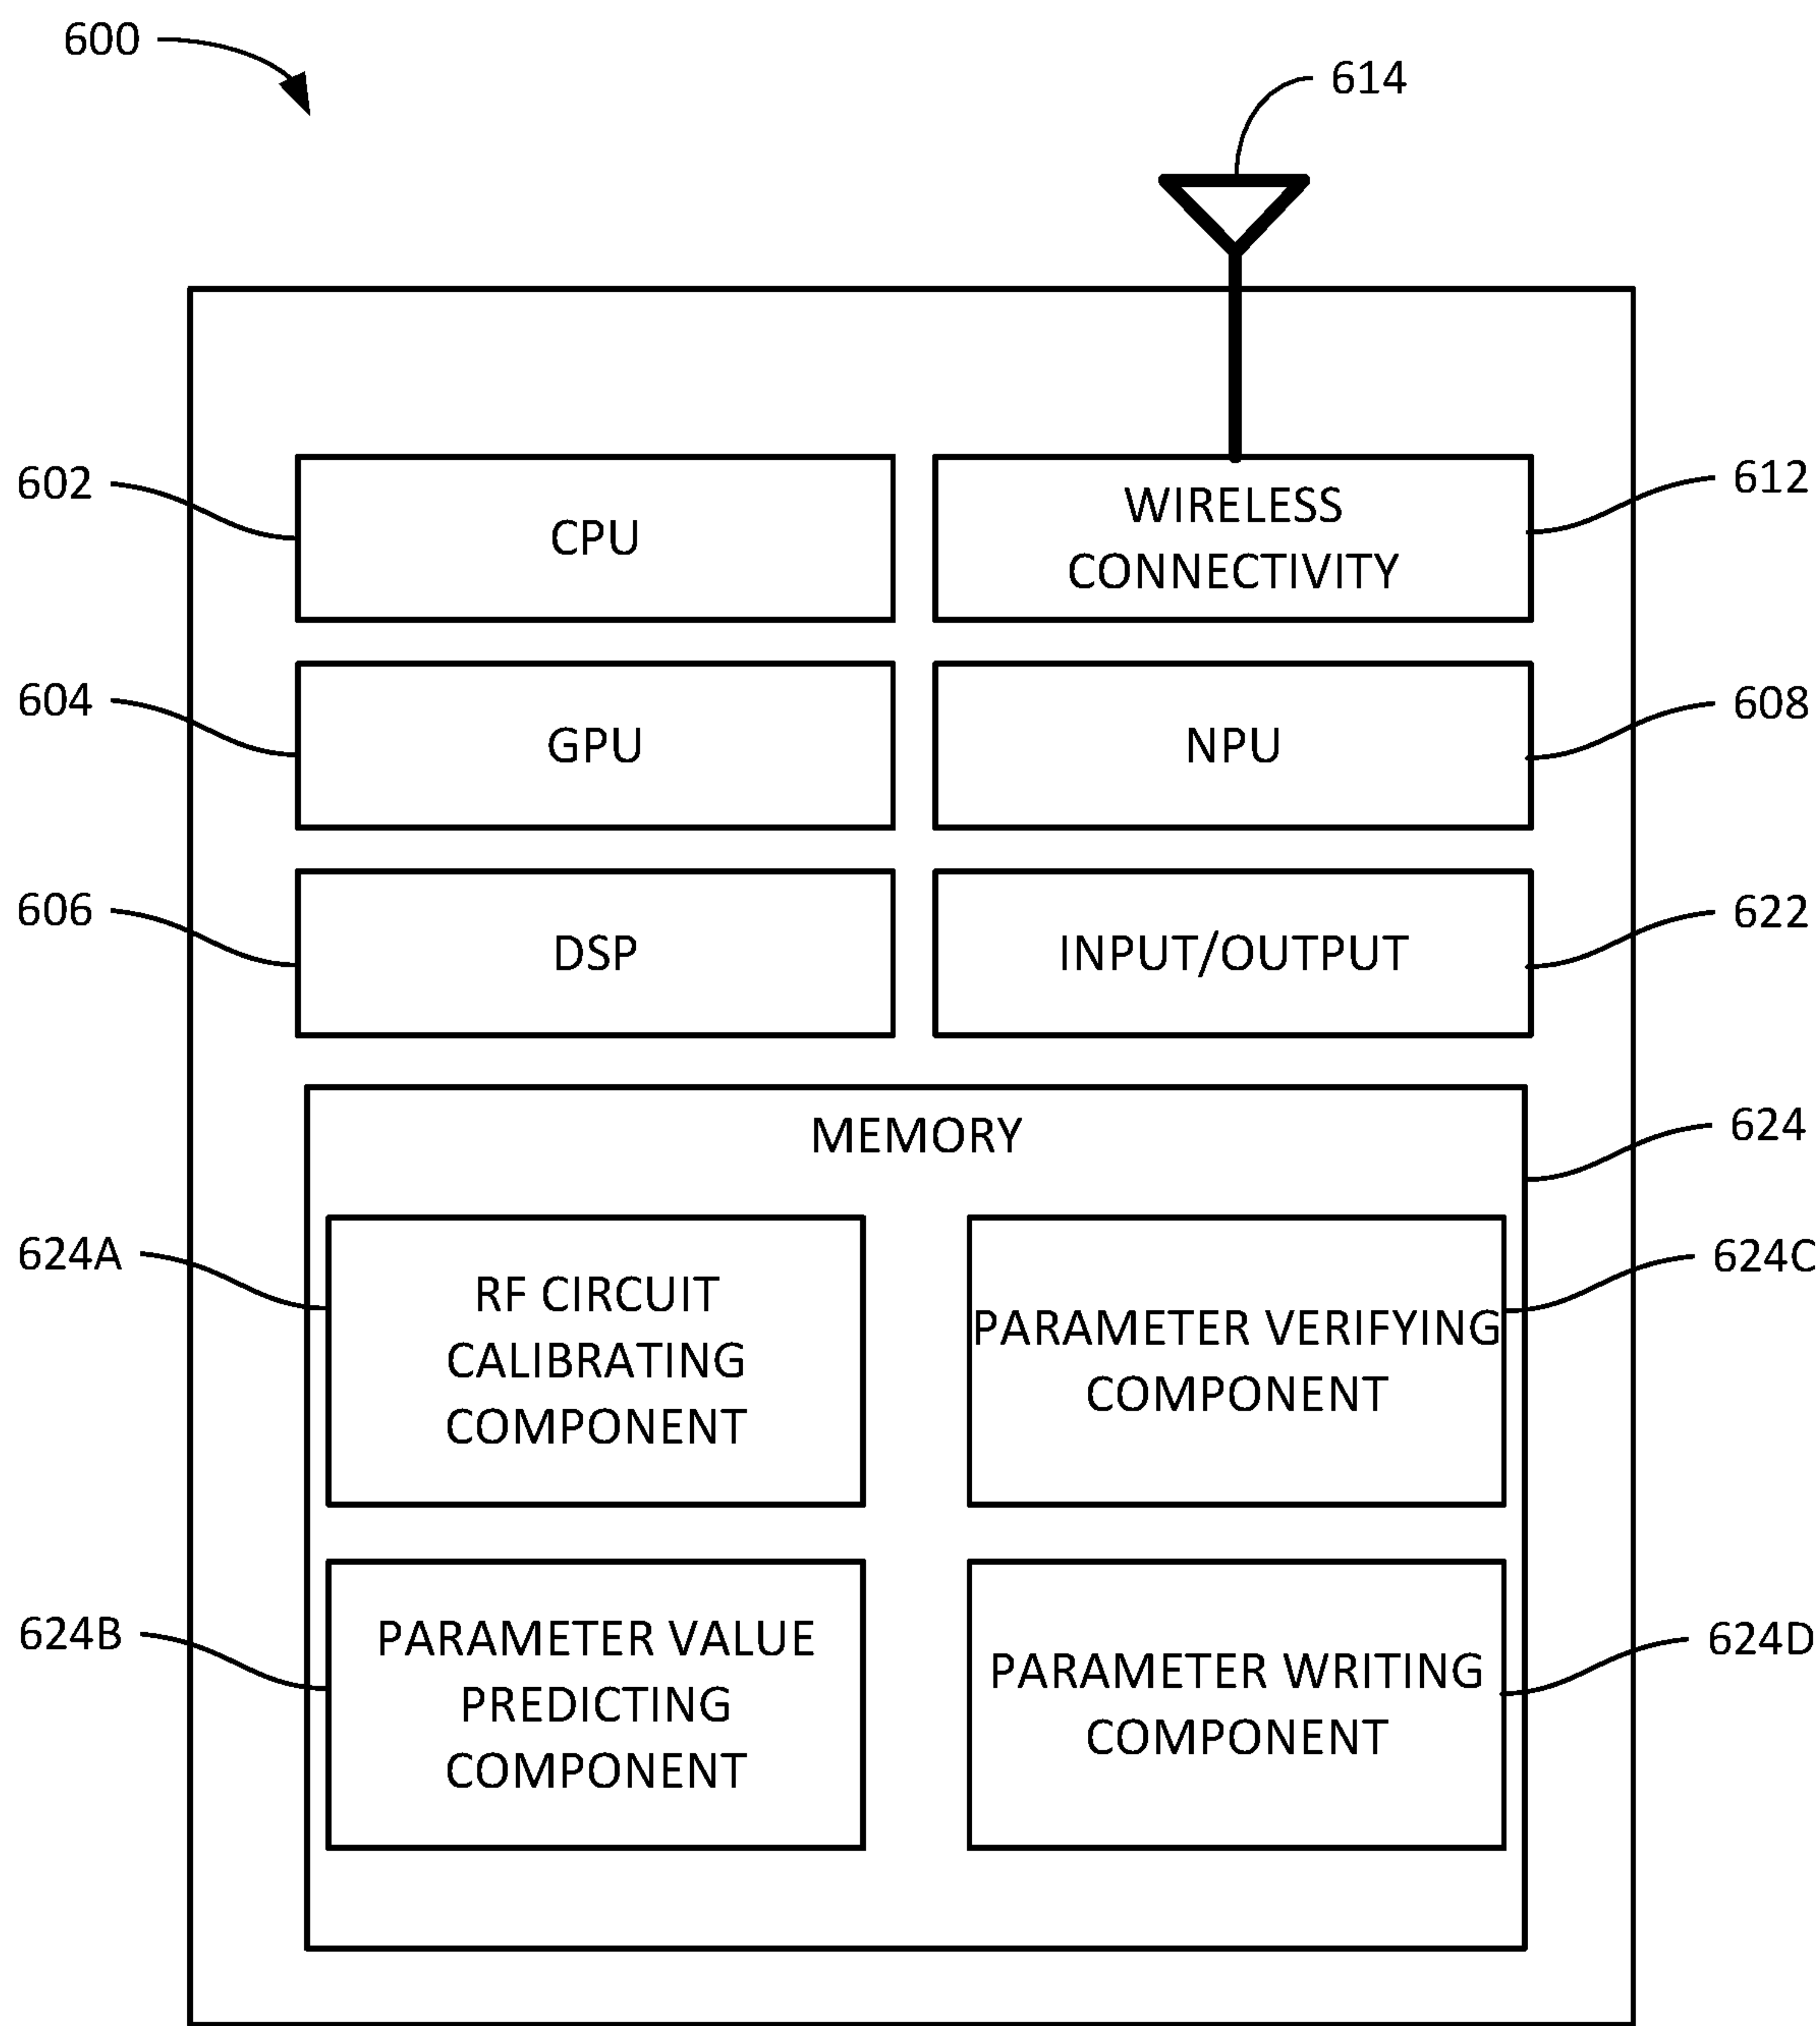 600
614
602
CPU
WIRELESS
CONNECTIVITY
612
604
GPU
NPU
608
606
DSP
INPUT/OUTPUT
622
MEMORY
624
624A
RF CIRCUIT
CALIBRATING
COMPONENT
PARAMETER VERIFYING
COMPONENT
624C
624B
PARAMETER VALUE
PREDICTING
COMPONENT
PARAMETER WRITING
COMPONENT
624D